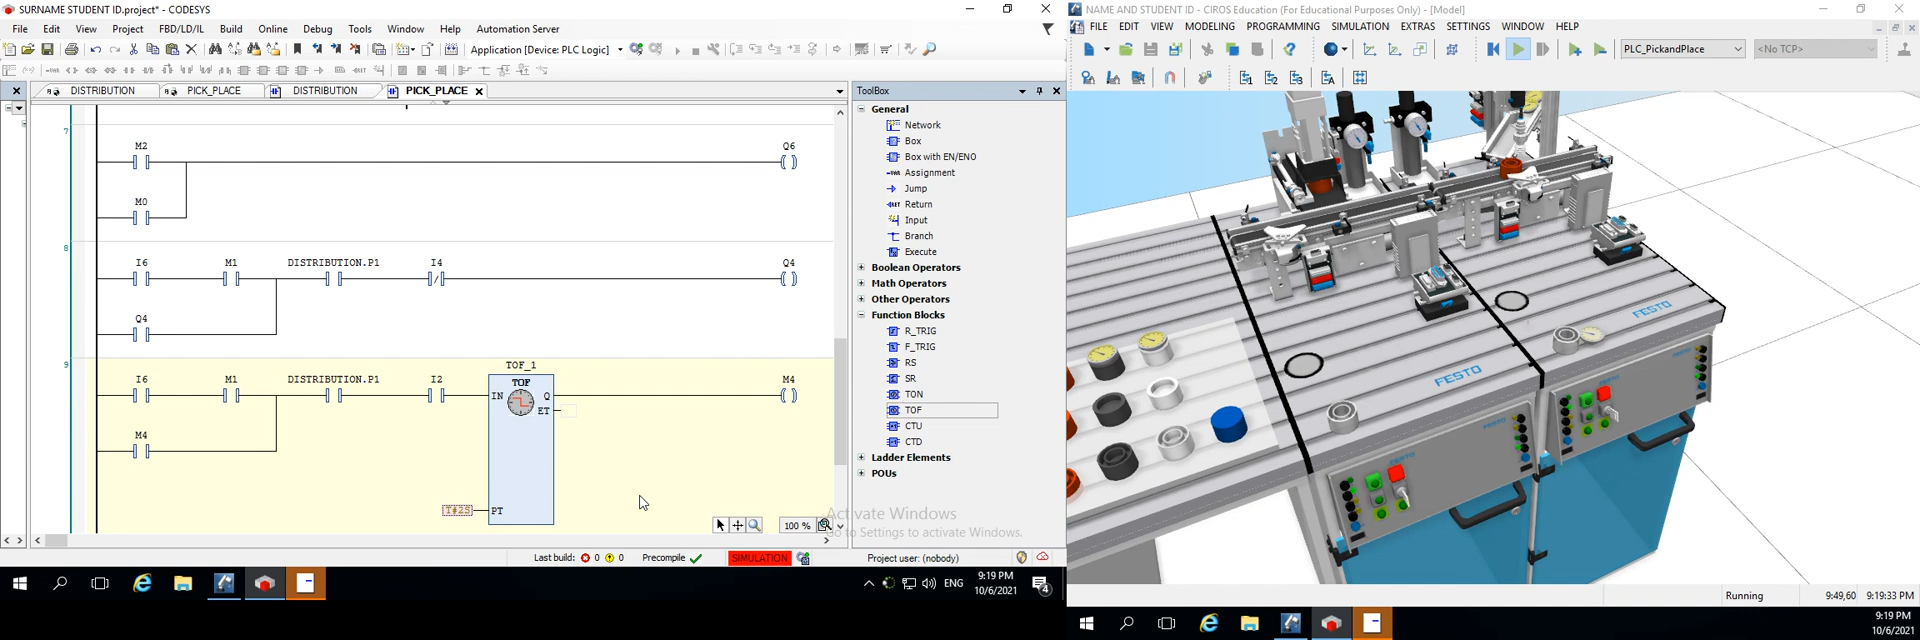 SURNAME STUDENT ID.project* - CODESYS
File Edit View Project FBD/LD/IL Build Online Debug Tools Window Help Automation Server
Application [Device: PLC Logic]
DISTRIBUTION PICK_PLACE DISTRIBUTION PICK_PLACE
7
M2 Q6
M0
8
I6 M1 DISTRIBUTION.P1 I4 Q4
Q4
9
TOF_1
I6 M1 DISTRIBUTION.P1 I2 TOF M4
IN Q
ET
M4
T#2S PT
100 %
ToolBox
General
Network
Box
Box with EN/ENO
Assignment
Jump
Return
Input
Branch
Execute
Boolean Operators
Math Operators
Other Operators
Function Blocks
R_TRIG
F_TRIG
RS
SR
TON
TOF
CTU
CTD
Ladder Elements
POUs
Activate Windows
Go to Settings to activate Windows.
Last build: 0 0 Precompile SIMULATION Project user: (nobody)
ENG
9:19 PM
10/6/2021
4
NAME AND STUDENT ID - CIROS Education (For Educational Purposes Only) - [Model]
FILE EDIT VIEW MODELING PROGRAMMING SIMULATION EXTRAS SETTINGS WINDOW HELP
PLC_PickandPlace <No TCP>
FESTO
FESTO
Running 9:49,60 9:19:33 PM
9:19 PM
10/6/2021